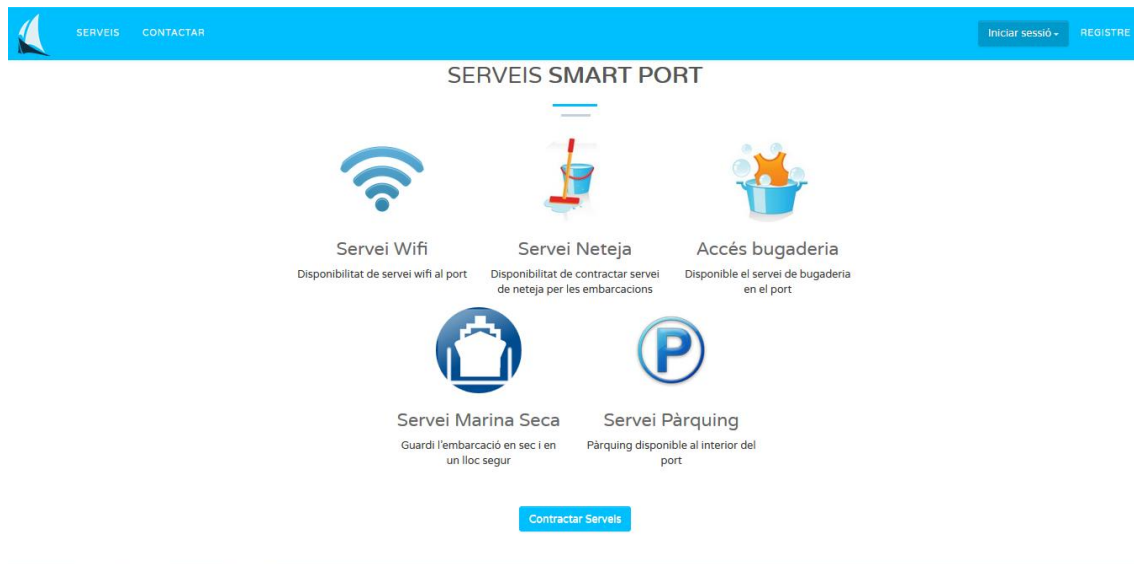 SERVEIS CONTACTAR Iniciar sessió REGISTRE
SERVEIS SMART PORT
Servei Wifi
Disponibilitat de servei wifi al port
Servei Neteja
Disponibilitat de contractar servei
de neteja per les embarcacions
Accés bugaderia
Disponible el servei de bugaderia
en el port
P
Servei Marina Seca
Guardi l'embarcació en sec i en
un lloc segur
Servei Pàrquing
Pàrquing disponible al interior del
port
Contractar Serveis